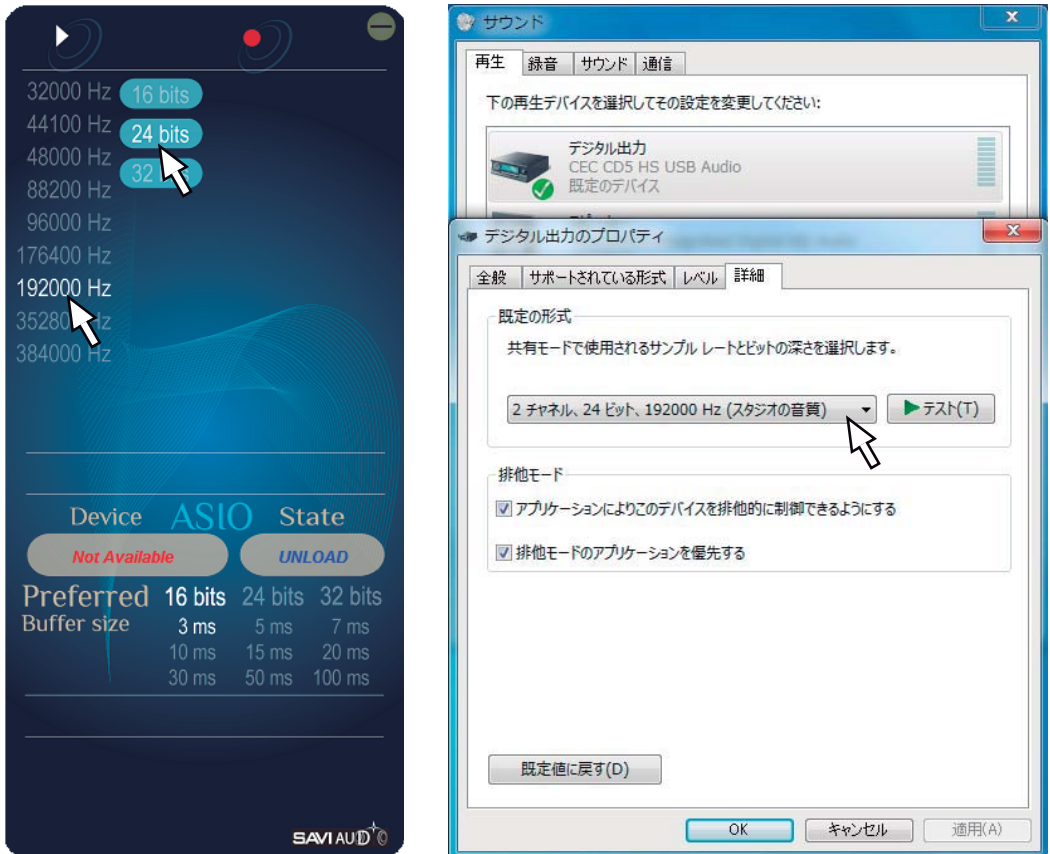 32000 Hz 16 bits
44100 Hz 24 bits
48000 Hz 32
88200 Hz
96000 Hz
176400 Hz
192000 Hz
35280 Hz
384000 Hz
Device ASIO State
Not Available UNLOAD
Preferred 16 bits 24 bits 32 bits
Buffer size 3 ms 5 ms 7 ms
10 ms 15 ms 20 ms
30 ms 50 ms 100 ms
SAVI AUDIO
サウンド
再生 録音 サウンド 通信
下の再生デバイスを選択してその設定を変更してください:
デジタル出力
CEC CD5 HS USB Audio
既定のデバイス
デジタル出力のプロパティ
全般 サポートされている形式 レベル 詳細
既定の形式
共有モードで使用されるサンプル レートとビットの深さを選択します。
2 チャネル、24 ビット、192000 Hz (スタジオの音質) テスト(T)
排他モード
アプリケーションによりこのデバイスを排他的に制御できるようにする
排他モードのアプリケーションを優先する
既定値に戻す(D)
OK キャンセル 適用(A)